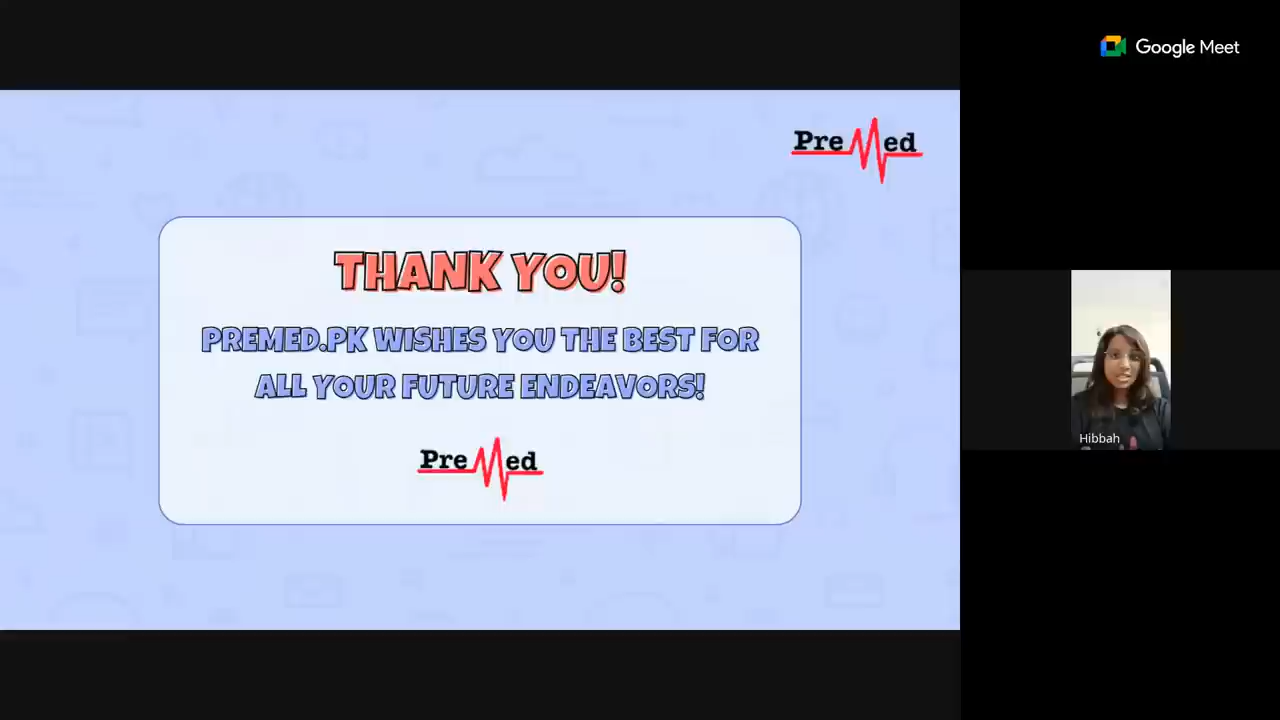 Google Meet
PreMed
THANK YOU!
PREMED.PK WISHES YOU THE BEST FOR
ALL YOUR FUTURE ENDEAVORS!
PreMed
Hibbah